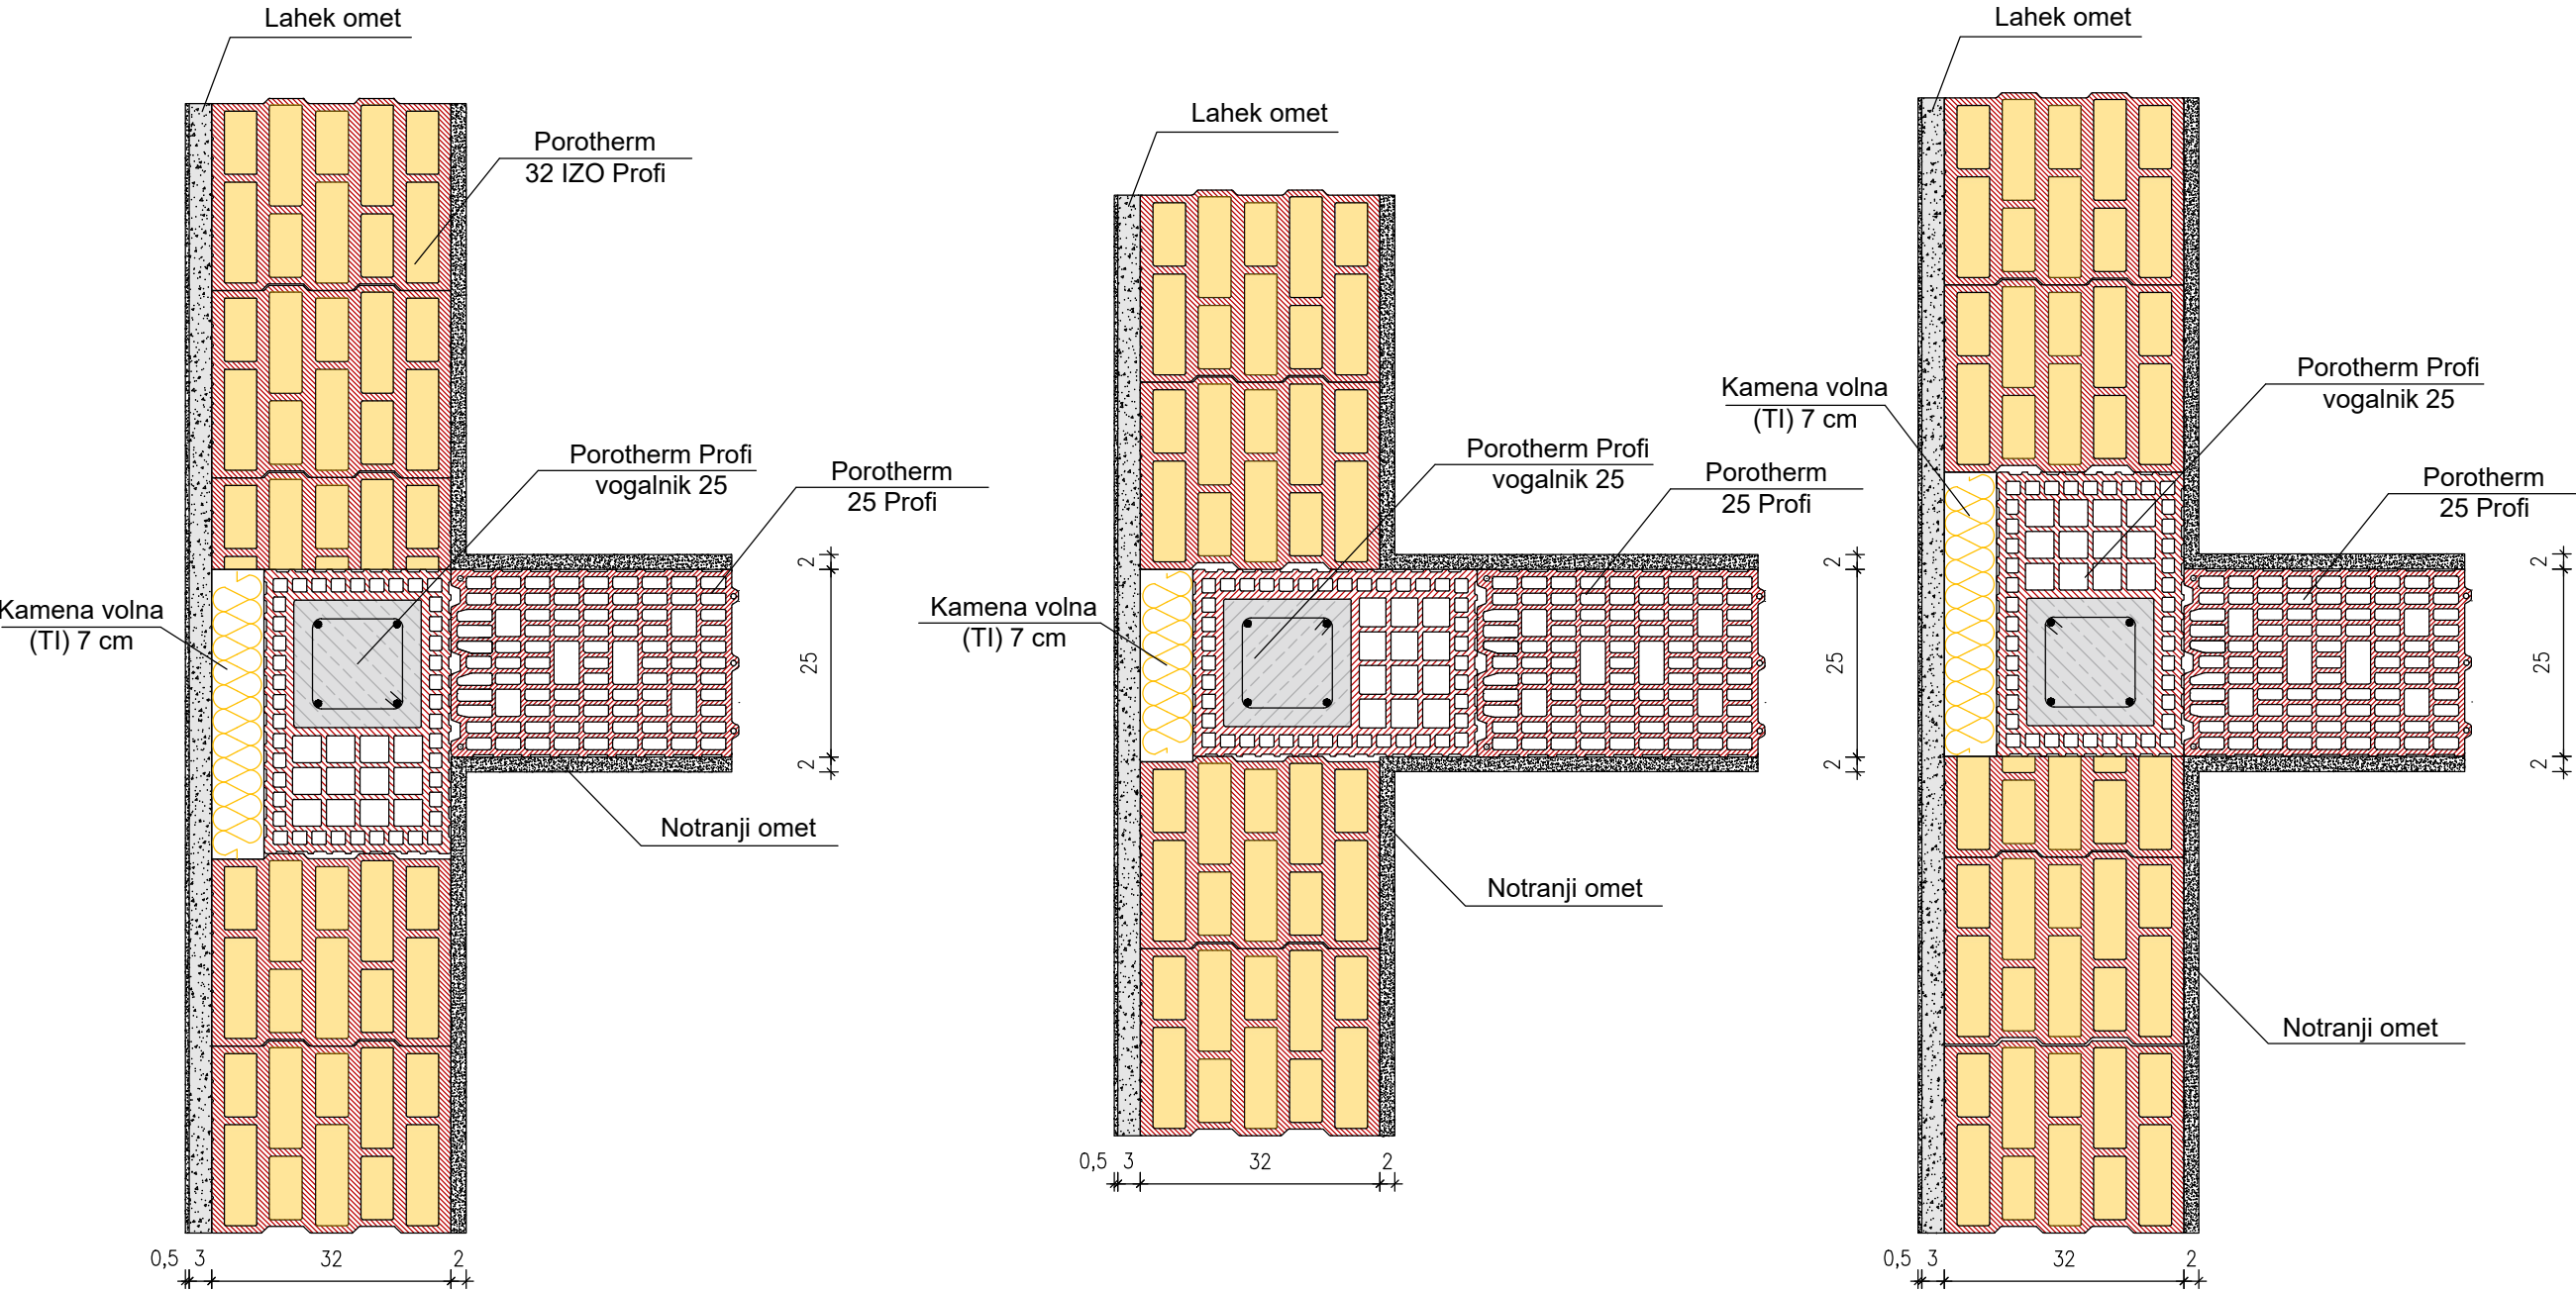 Lahek omet
Porotherm
32 IZO Profi
Porotherm Profi
vogalnik 25
Porotherm
25 Profi
Kamena volna
(TI) 7 cm
2
25
2
Notranji omet
0,5 3 32 2
Lahek omet
Porotherm Profi
vogalnik 25
Porotherm
25 Profi
Kamena volna
(TI) 7 cm
2
25
2
Notranji omet
0,5 3 32 2
Lahek omet
Kamena volna
(TI) 7 cm
Porotherm Profi
vogalnik 25
Porotherm
25 Profi
2
25
2
Notranji omet
0,5 3 32 2